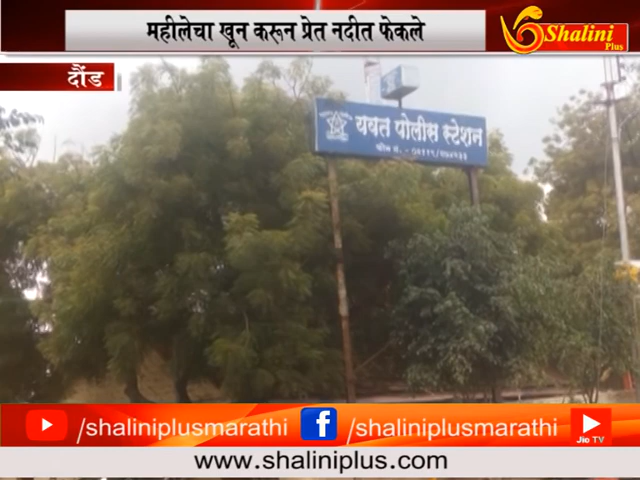 महीलेचा खून करून प्रेत नदीत फेकले
Shalini
Plus
दौंड
यवत पोलीस स्टेशन
/shaliniplusmarathi
/shaliniplusmarathi
Jio TV
www.shaliniplus.com